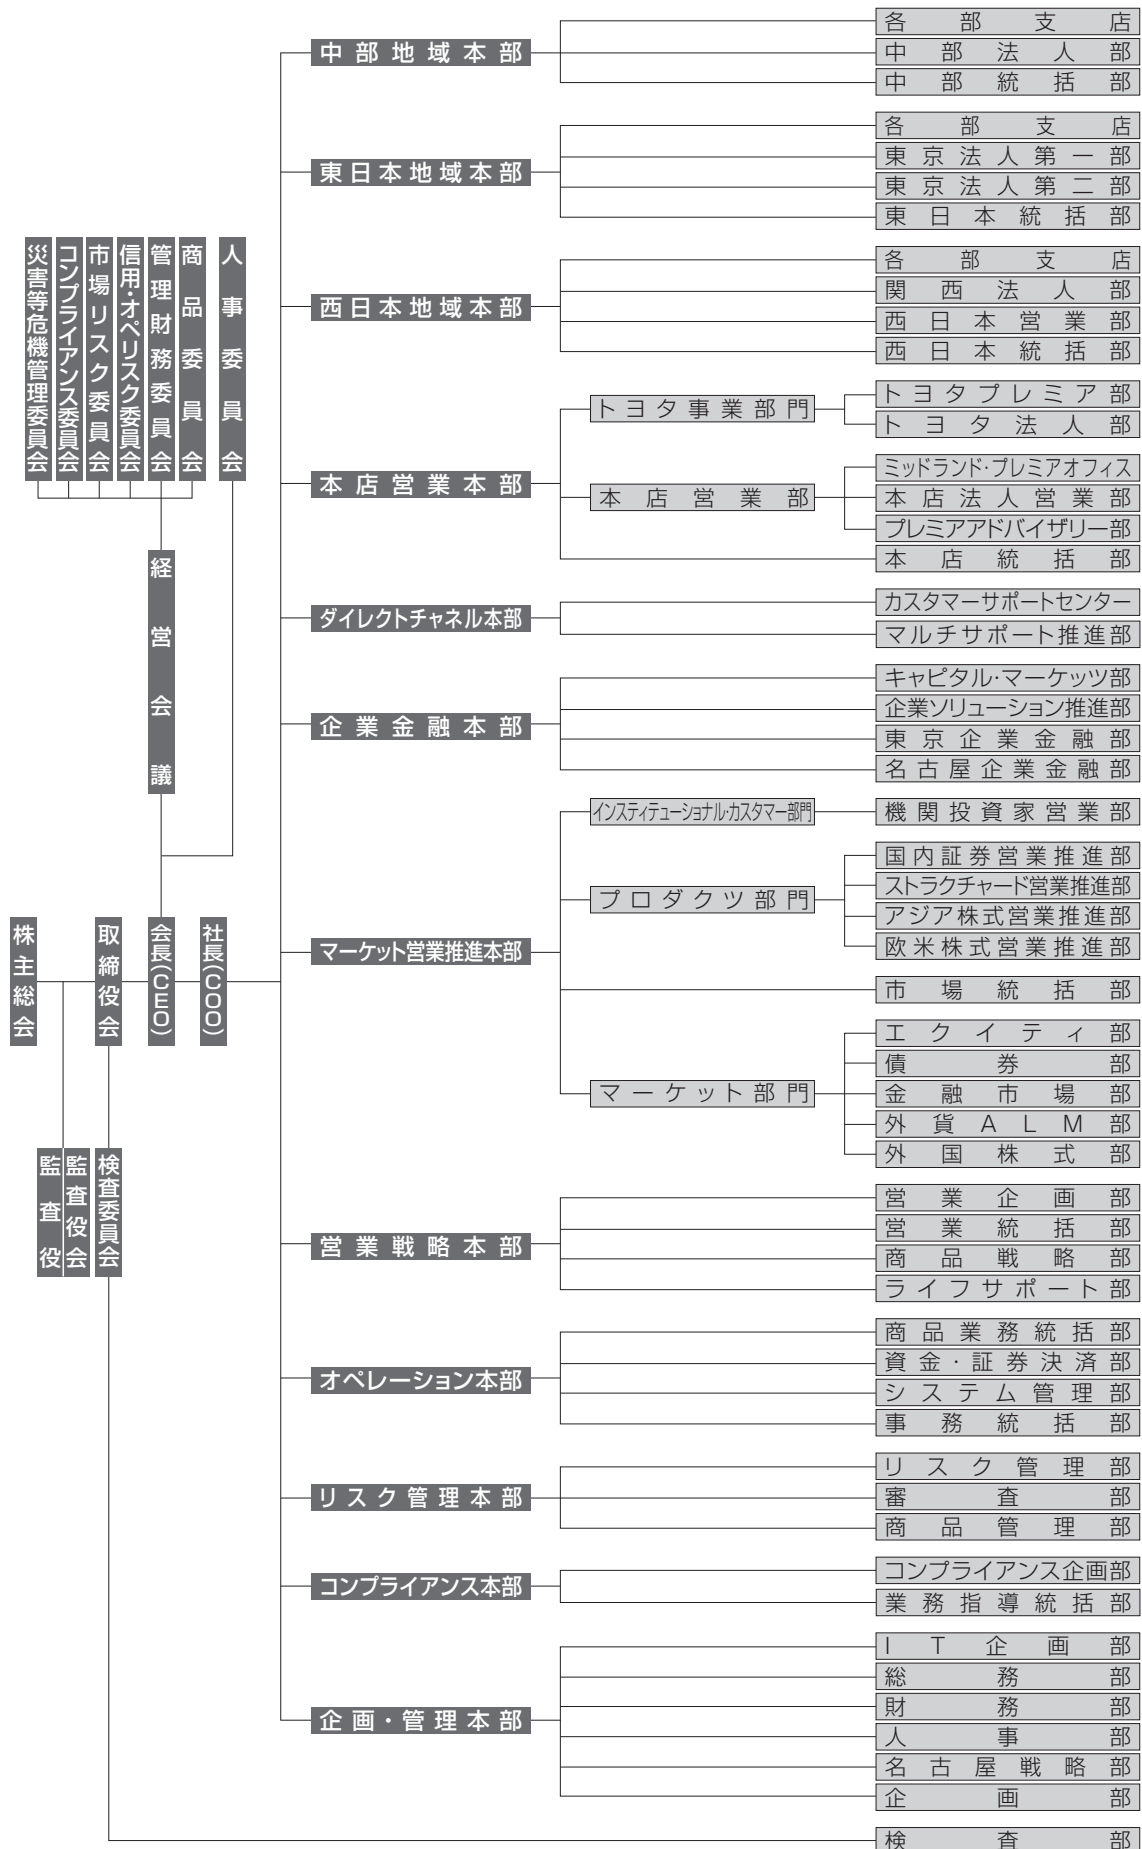 株主総会
監査役
監査役会
取締役会
検査委員会
会長(CEO)
社長(COO)
経営会議
災害等危機管理委員会
コンプライアンス委員会
市場リスク委員会
信用・オペリスク委員会
管理財務委員会
商品委員会
人事委員会
中部地域本部
各部支店
中部法人部
中部統括部
東日本地域本部
各部支店
東京法人第一部
東京法人第二部
東日本統括部
西日本地域本部
各部支店
関西法人部
西日本営業部
西日本統括部
本店営業本部
トヨタ事業部門
トヨタプレミア部
トヨタ法人部
本店営業部
ミッドランド・プレミアオフィス
本店法人営業部
プレミアアドバイザリー部
本店統括部
ダイレクトチャネル本部
カスタマーサポートセンター
マルチサポート推進部
企業金融本部
キャピタル・マーケッツ部
企業ソリューション推進部
東京企業金融部
名古屋企業金融部
マーケット営業推進本部
インスティテューショナル・カスタマー部門
機関投資家営業部
プロダクツ部門
国内証券営業推進部
ストラクチャード営業推進部
アジア株式営業推進部
欧米株式営業推進部
市場統括部
マーケット部門
エクイティ部
債券部
金融市場部
外貨ALM部
外国株式部
営業戦略本部
営業企画部
営業統括部
商品戦略部
ライフサポート部
オペレーション本部
商品業務統括部
資金・証券決済部
システム管理部
事務統括部
リスク管理本部
リスク管理部
審査部
商品管理部
コンプライアンス本部
コンプライアンス企画部
業務指導統括部
企画・管理本部
IT企画部
総務部
財務部
人事部
名古屋戦略部
企画部
検査部